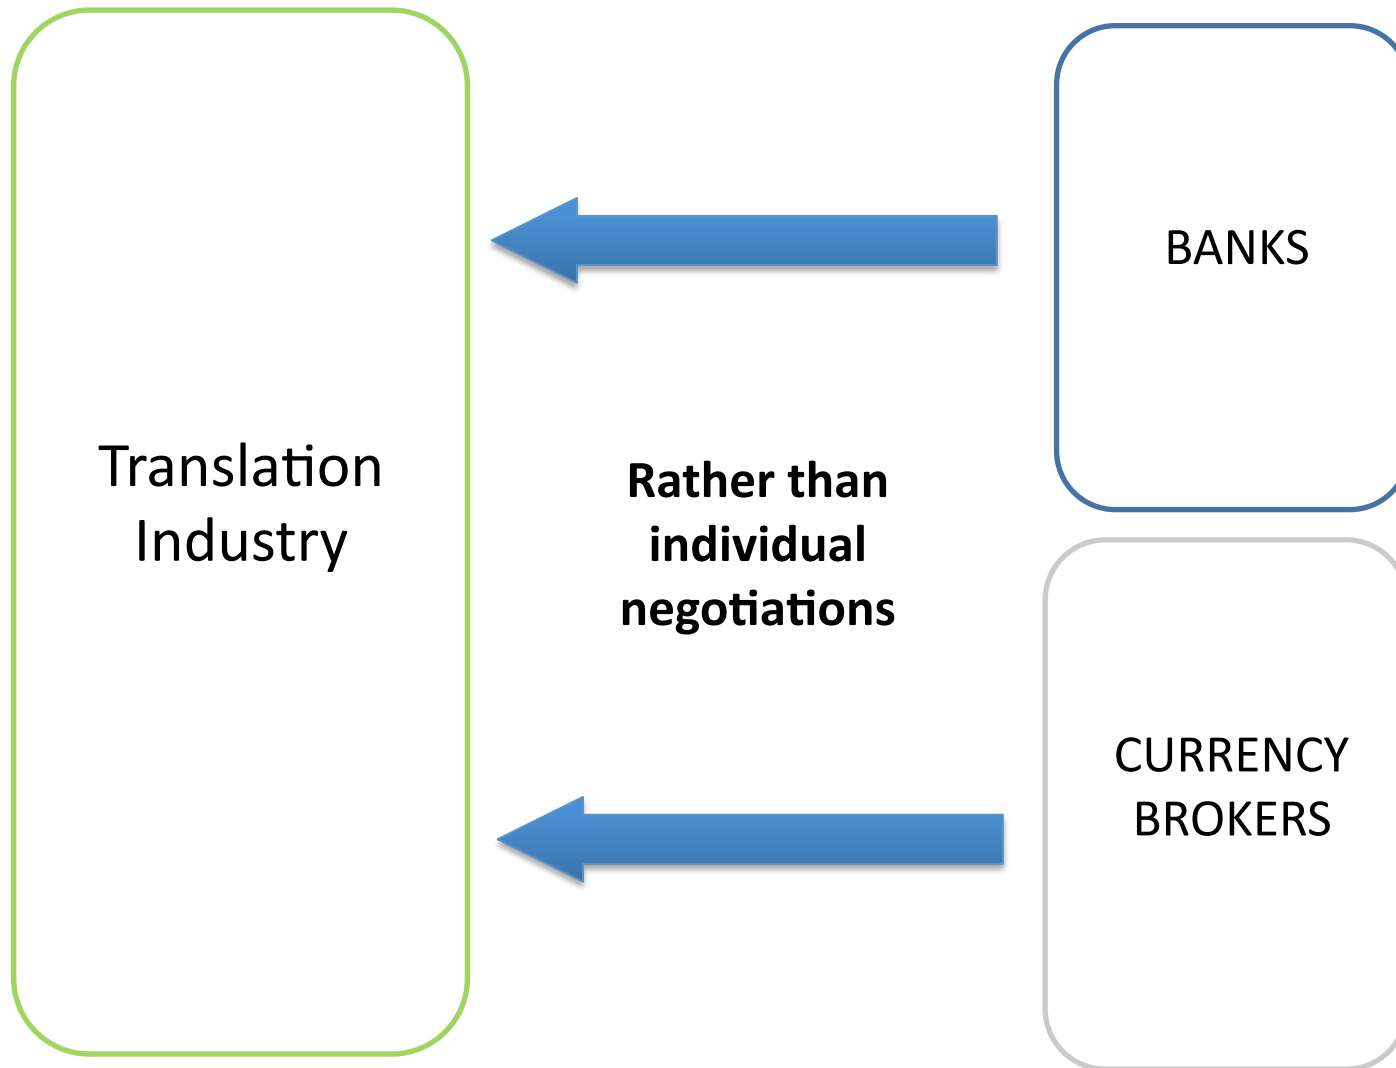 Translation
Industry
Rather than
individual
negotiations
BANKS
CURRENCY
BROKERS